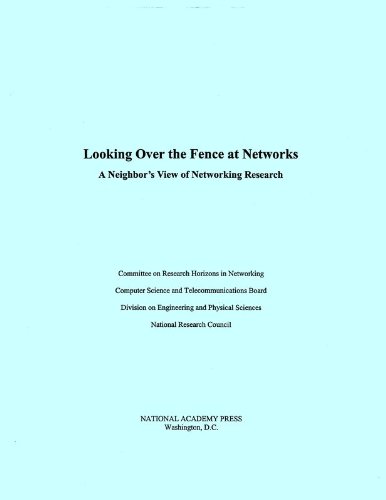 Looking Over the Fence at Networks
A Neighbor's View of Networking Research
Committee on Research Horizons in Networking
Computer Science and Telecommunications Board
Division on Engineering and Physical Sciences
National Research Council
NATIONAL ACADEMY PRESS
Washington, D.C.